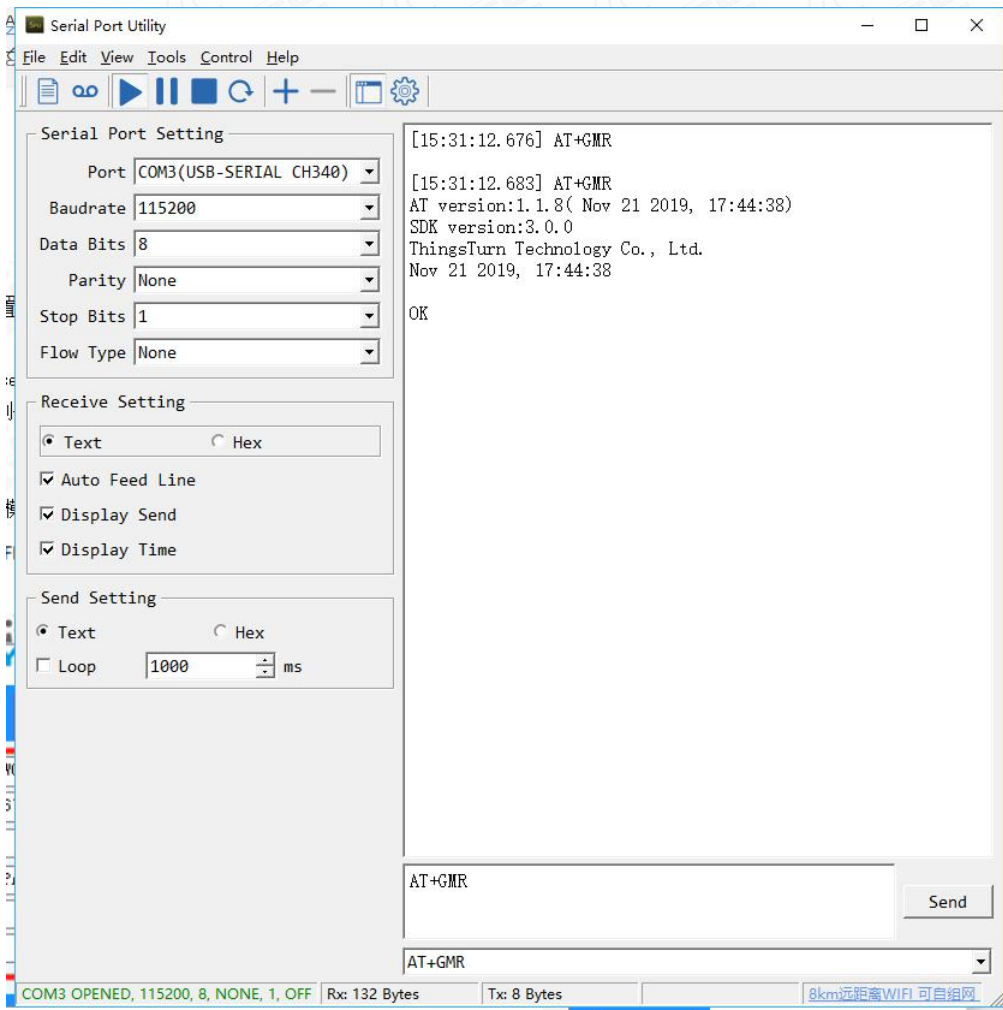 Serial Port Utility
File Edit View Tools Control Help
Serial Port Setting
Port COM3(USB-SERIAL CH340)
Baudrate 115200
Data Bits 8
Parity None
Stop Bits 1
Flow Type None
Receive Setting
Text Hex
Auto Feed Line
Display Send
Display Time
Send Setting
Text Hex
Loop 1000 ms
[15:31:12.676] AT+GMR
[15:31:12.683] AT+GMR
AT version:1.1.8( Nov 21 2019, 17:44:38)
SDK version:3.0.0
ThingsTurn Technology Co., Ltd.
Nov 21 2019, 17:44:38
OK
AT+GMR
Send
AT+GMR
COM3 OPENED, 115200, 8, NONE, 1, OFF Rx: 132 Bytes Tx: 8 Bytes 8km远距离WIFI 可自组网